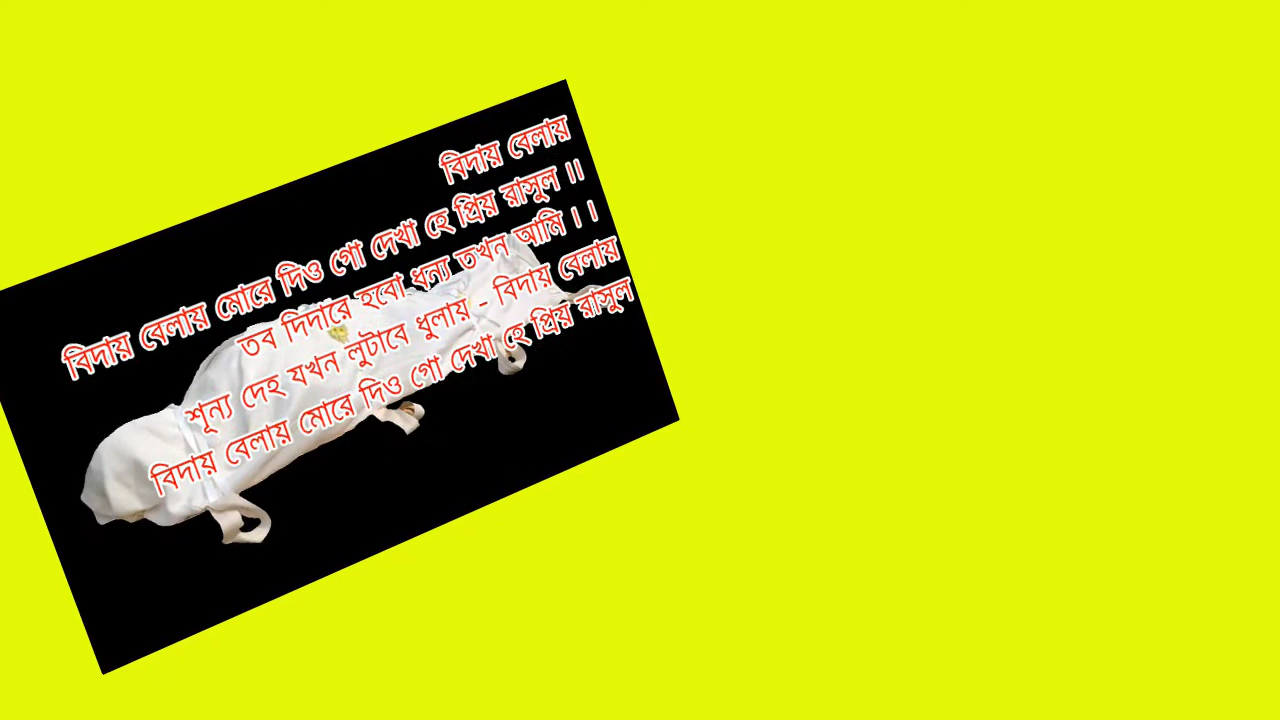 বিদায় বেলায়
বিদায় বেলায় মোরে দিও গো দেখা হে প্রিয় রাসুল ।।
তব দিদারে হবো ধন্য তখন আমি ।।
শূন্য দেহ যখন লুটাবে ধুলায় - বিদায় বেলায়
বিদায় বেলায় মোরে দিও গো দেখা হে প্রিয় রাসুল